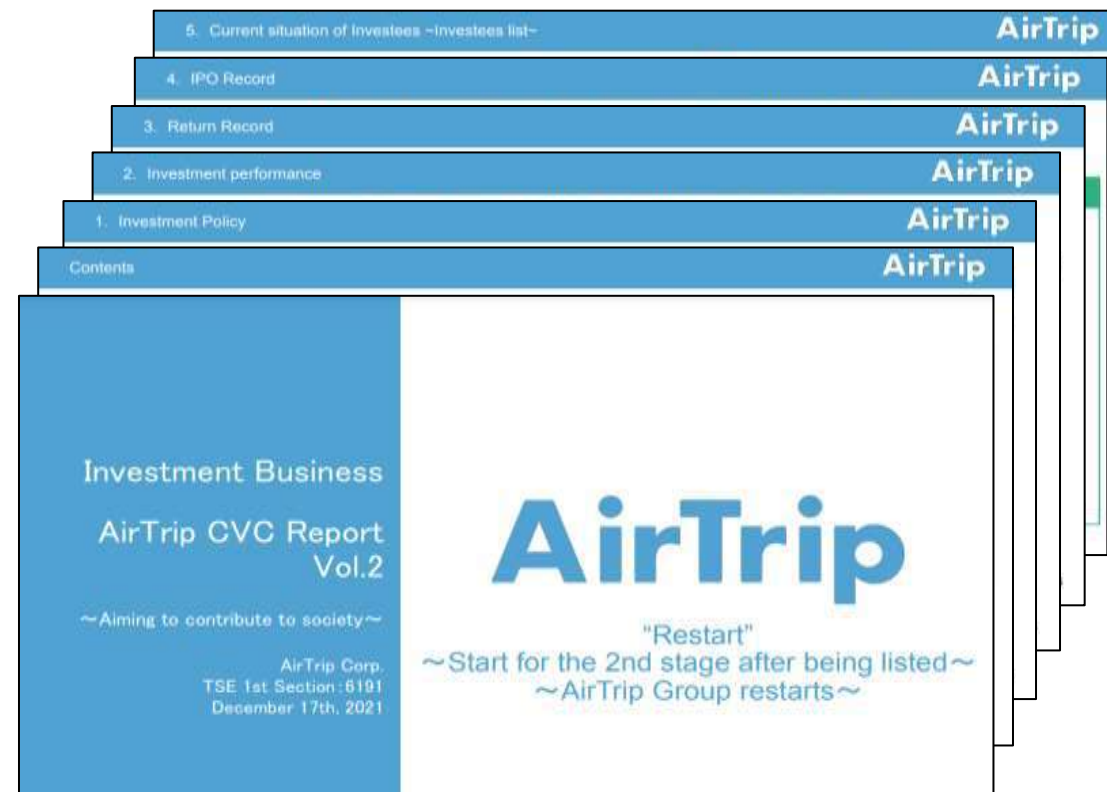 5. Current situation of Investees ~Investees list~ AirTrip
4. IPO Record AirTrip
3. Return Record AirTrip
2. Investment performance AirTrip
1. Investment Policy AirTrip
Contents AirTrip
Investment Business
AirTrip CVC Report
Vol.2
～Aiming to contribute to society～
AirTrip Corp.
TSE 1st Section:6191
December 17th, 2021
AirTrip
“Restart”
～Start for the 2nd stage after being listed～
～AirTrip Group restarts～